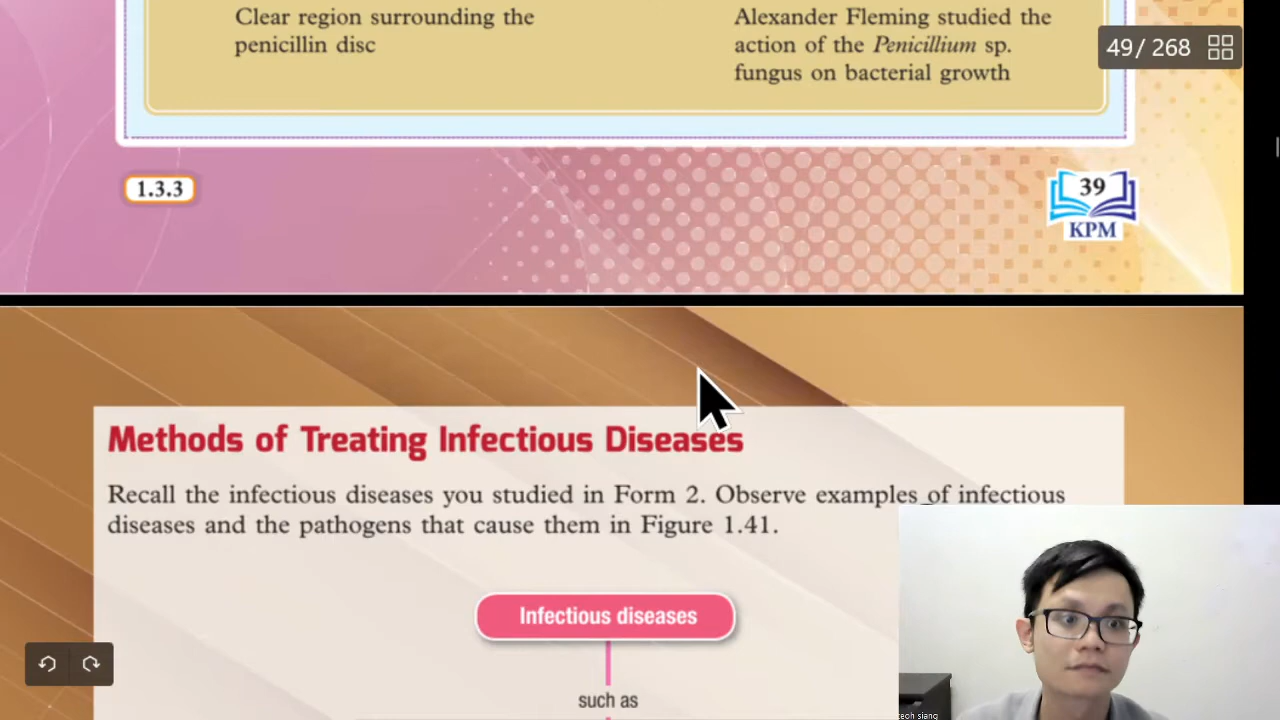 Clear region surrounding the
penicillin disc
Alexander Fleming studied the
action of the Penicillium sp.
fungus on bacterial growth
49/ 268
1.3.3
39
KPM
Methods of Treating Infectious Diseases
Recall the infectious diseases you studied in Form 2. Observe examples of infectious
diseases and the pathogens that cause them in Figure 1.41.
Infectious diseases
such as
teoh siang